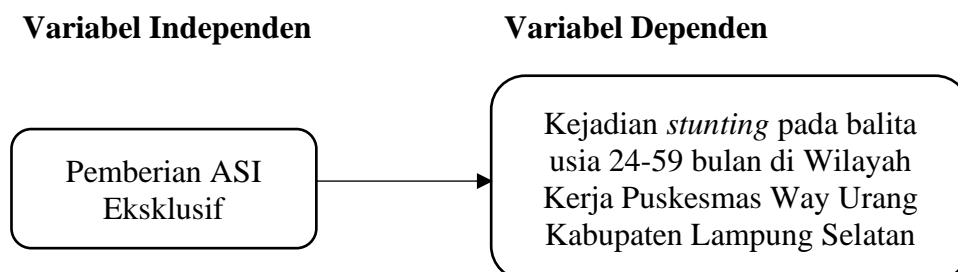 Variabel Independen
Variabel Dependen
Pemberian ASI
Eksklusif
Kejadian stunting pada balita
usia 24-59 bulan di Wilayah
Kerja Puskesmas Way Urang
Kabupaten Lampung Selatan